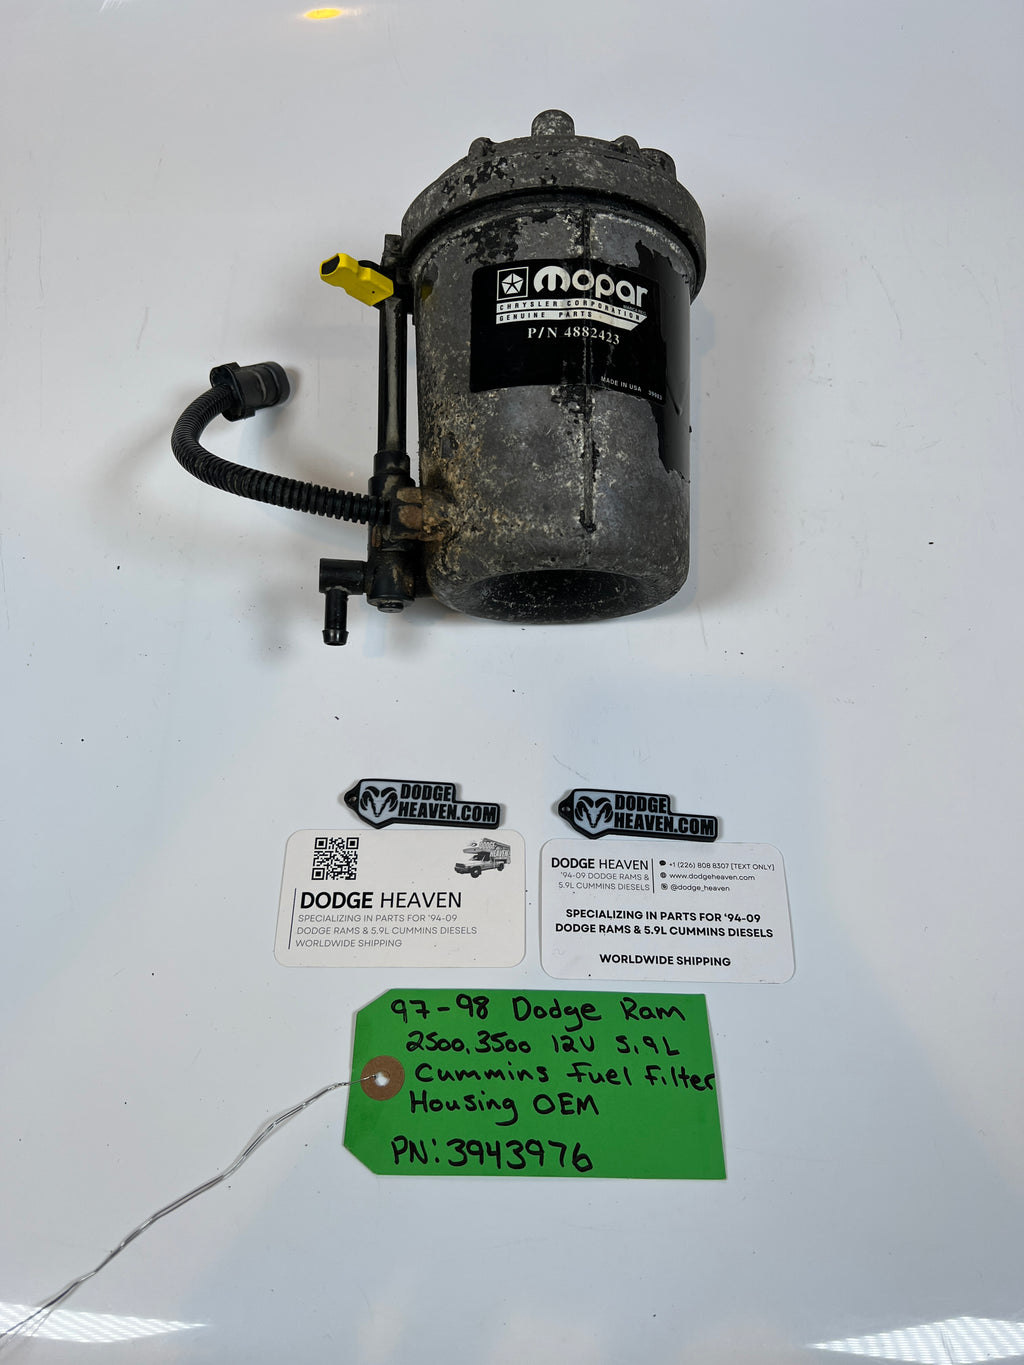 mopar
CHRYSLER CORPORATION
GENUINE PARTS
P/N 4882423
MADE IN USA 39983
DODGE
HEAVEN.COM
DODGE
HEAVEN.COM
DODGE HEAVEN
SPECIALIZING IN PARTS FOR '94-09
DODGE RAMS & 5.9L CUMMINS DIESELS
WORLDWIDE SHIPPING
DODGE HEAVEN
'94-09 DODGE RAMS &
5.9L CUMMINS DIESELS
+1 (226) 808 8307 [TEXT ONLY]
www.dodgeheaven.com
@dodge_heaven
SPECIALIZING IN PARTS FOR '94-09
DODGE RAMS & 5.9L CUMMINS DIESELS
WORLDWIDE SHIPPING
97-98 Dodge Ram
2500, 3500 12V 5.9L
Cummins Fuel Filter
Housing OEM
PN: 3943976